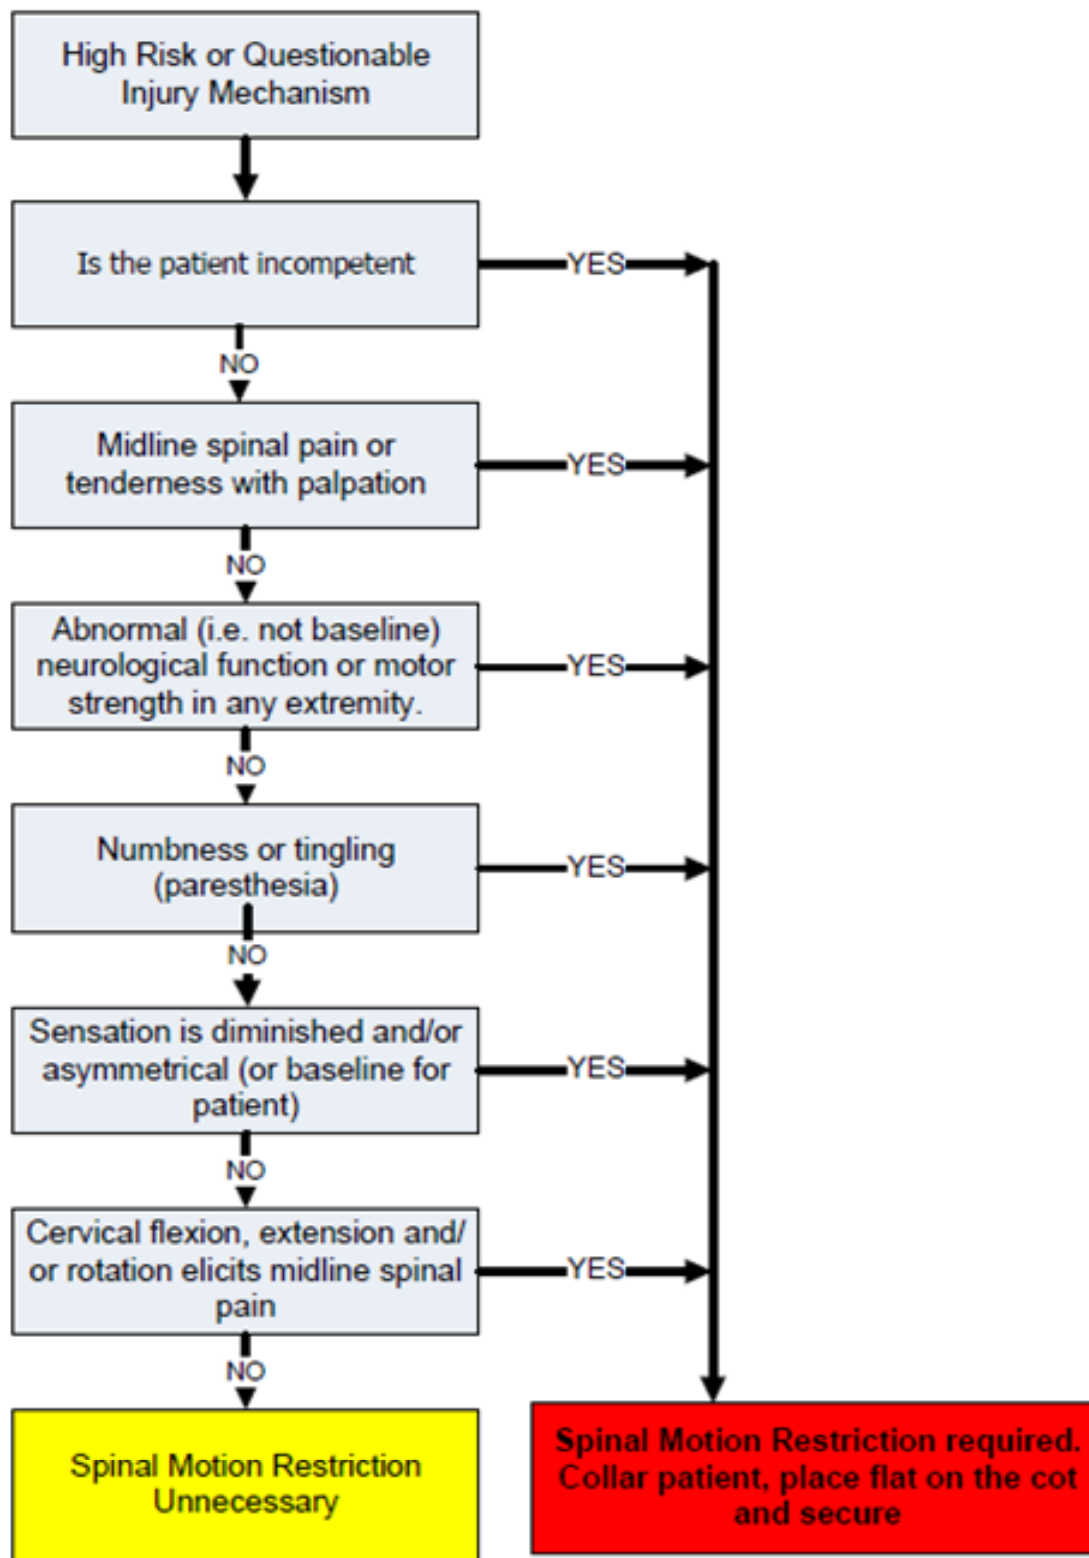 High Risk or Questionable
Injury Mechanism
Is the patient incompetent
YES
NO
Midline spinal pain or
tenderness with palpation
YES
NO
Abnormal (i.e. not baseline)
neurological function or motor
strength in any extremity.
YES
NO
Numbness or tingling
(paresthesia)
YES
NO
Sensation is diminished and/or
asymmetrical (or baseline for
patient)
YES
NO
Cervical flexion, extension and/
or rotation elicits midline spinal
pain
YES
NO
Spinal Motion Restriction
Unnecessary
Spinal Motion Restriction required.
Collar patient, place flat on the cot
and secure